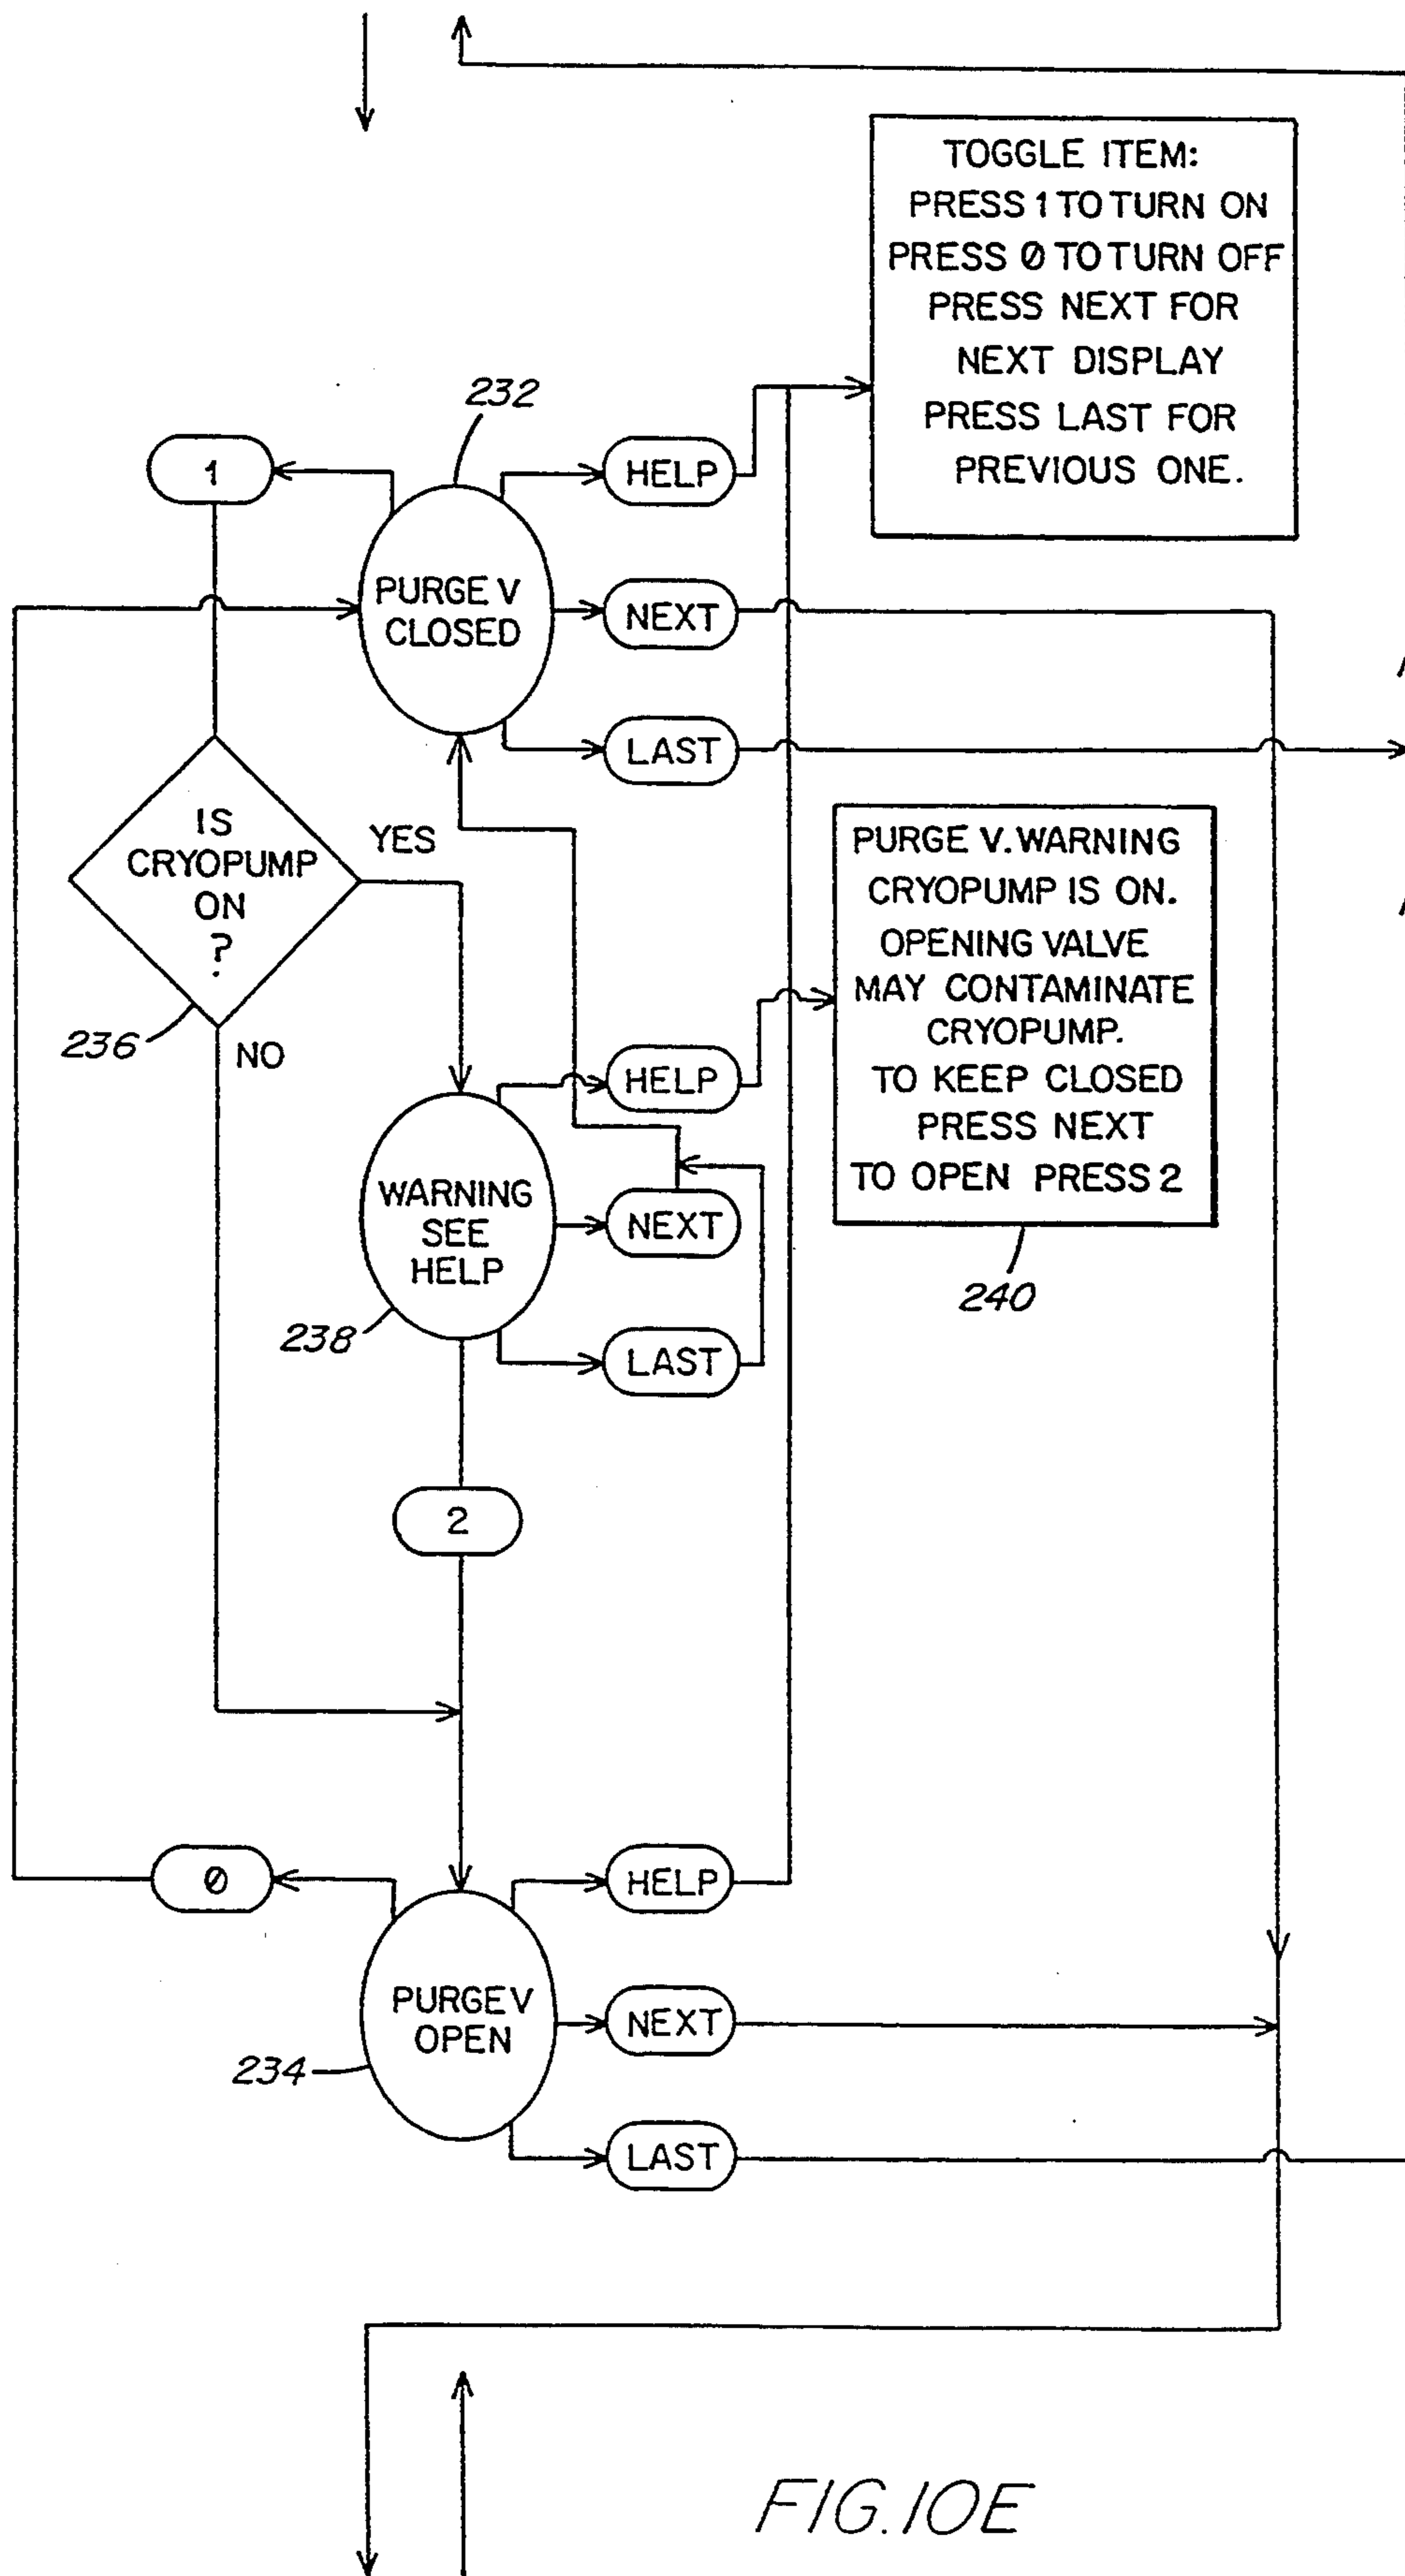 TOGGLE ITEM:
PRESS 1 TO TURN ON
PRESS 0 TO TURN OFF
PRESS NEXT FOR
NEXT DISPLAY
PRESS LAST FOR
PREVIOUS ONE.
232
1
HELP
PURGE V
CLOSED
NEXT
LAST
IS
CRYOPUMP
ON
?
YES
236
NO
PURGE V. WARNING
CRYOPUMP IS ON.
OPENING VALVE
MAY CONTAMINATE
CRYOPUMP.
TO KEEP CLOSED
PRESS NEXT
TO OPEN PRESS 2
240
HELP
WARNING
SEE
HELP
NEXT
238
LAST
2
0
HELP
PURGE V
OPEN
NEXT
234
LAST
FIG. 10E